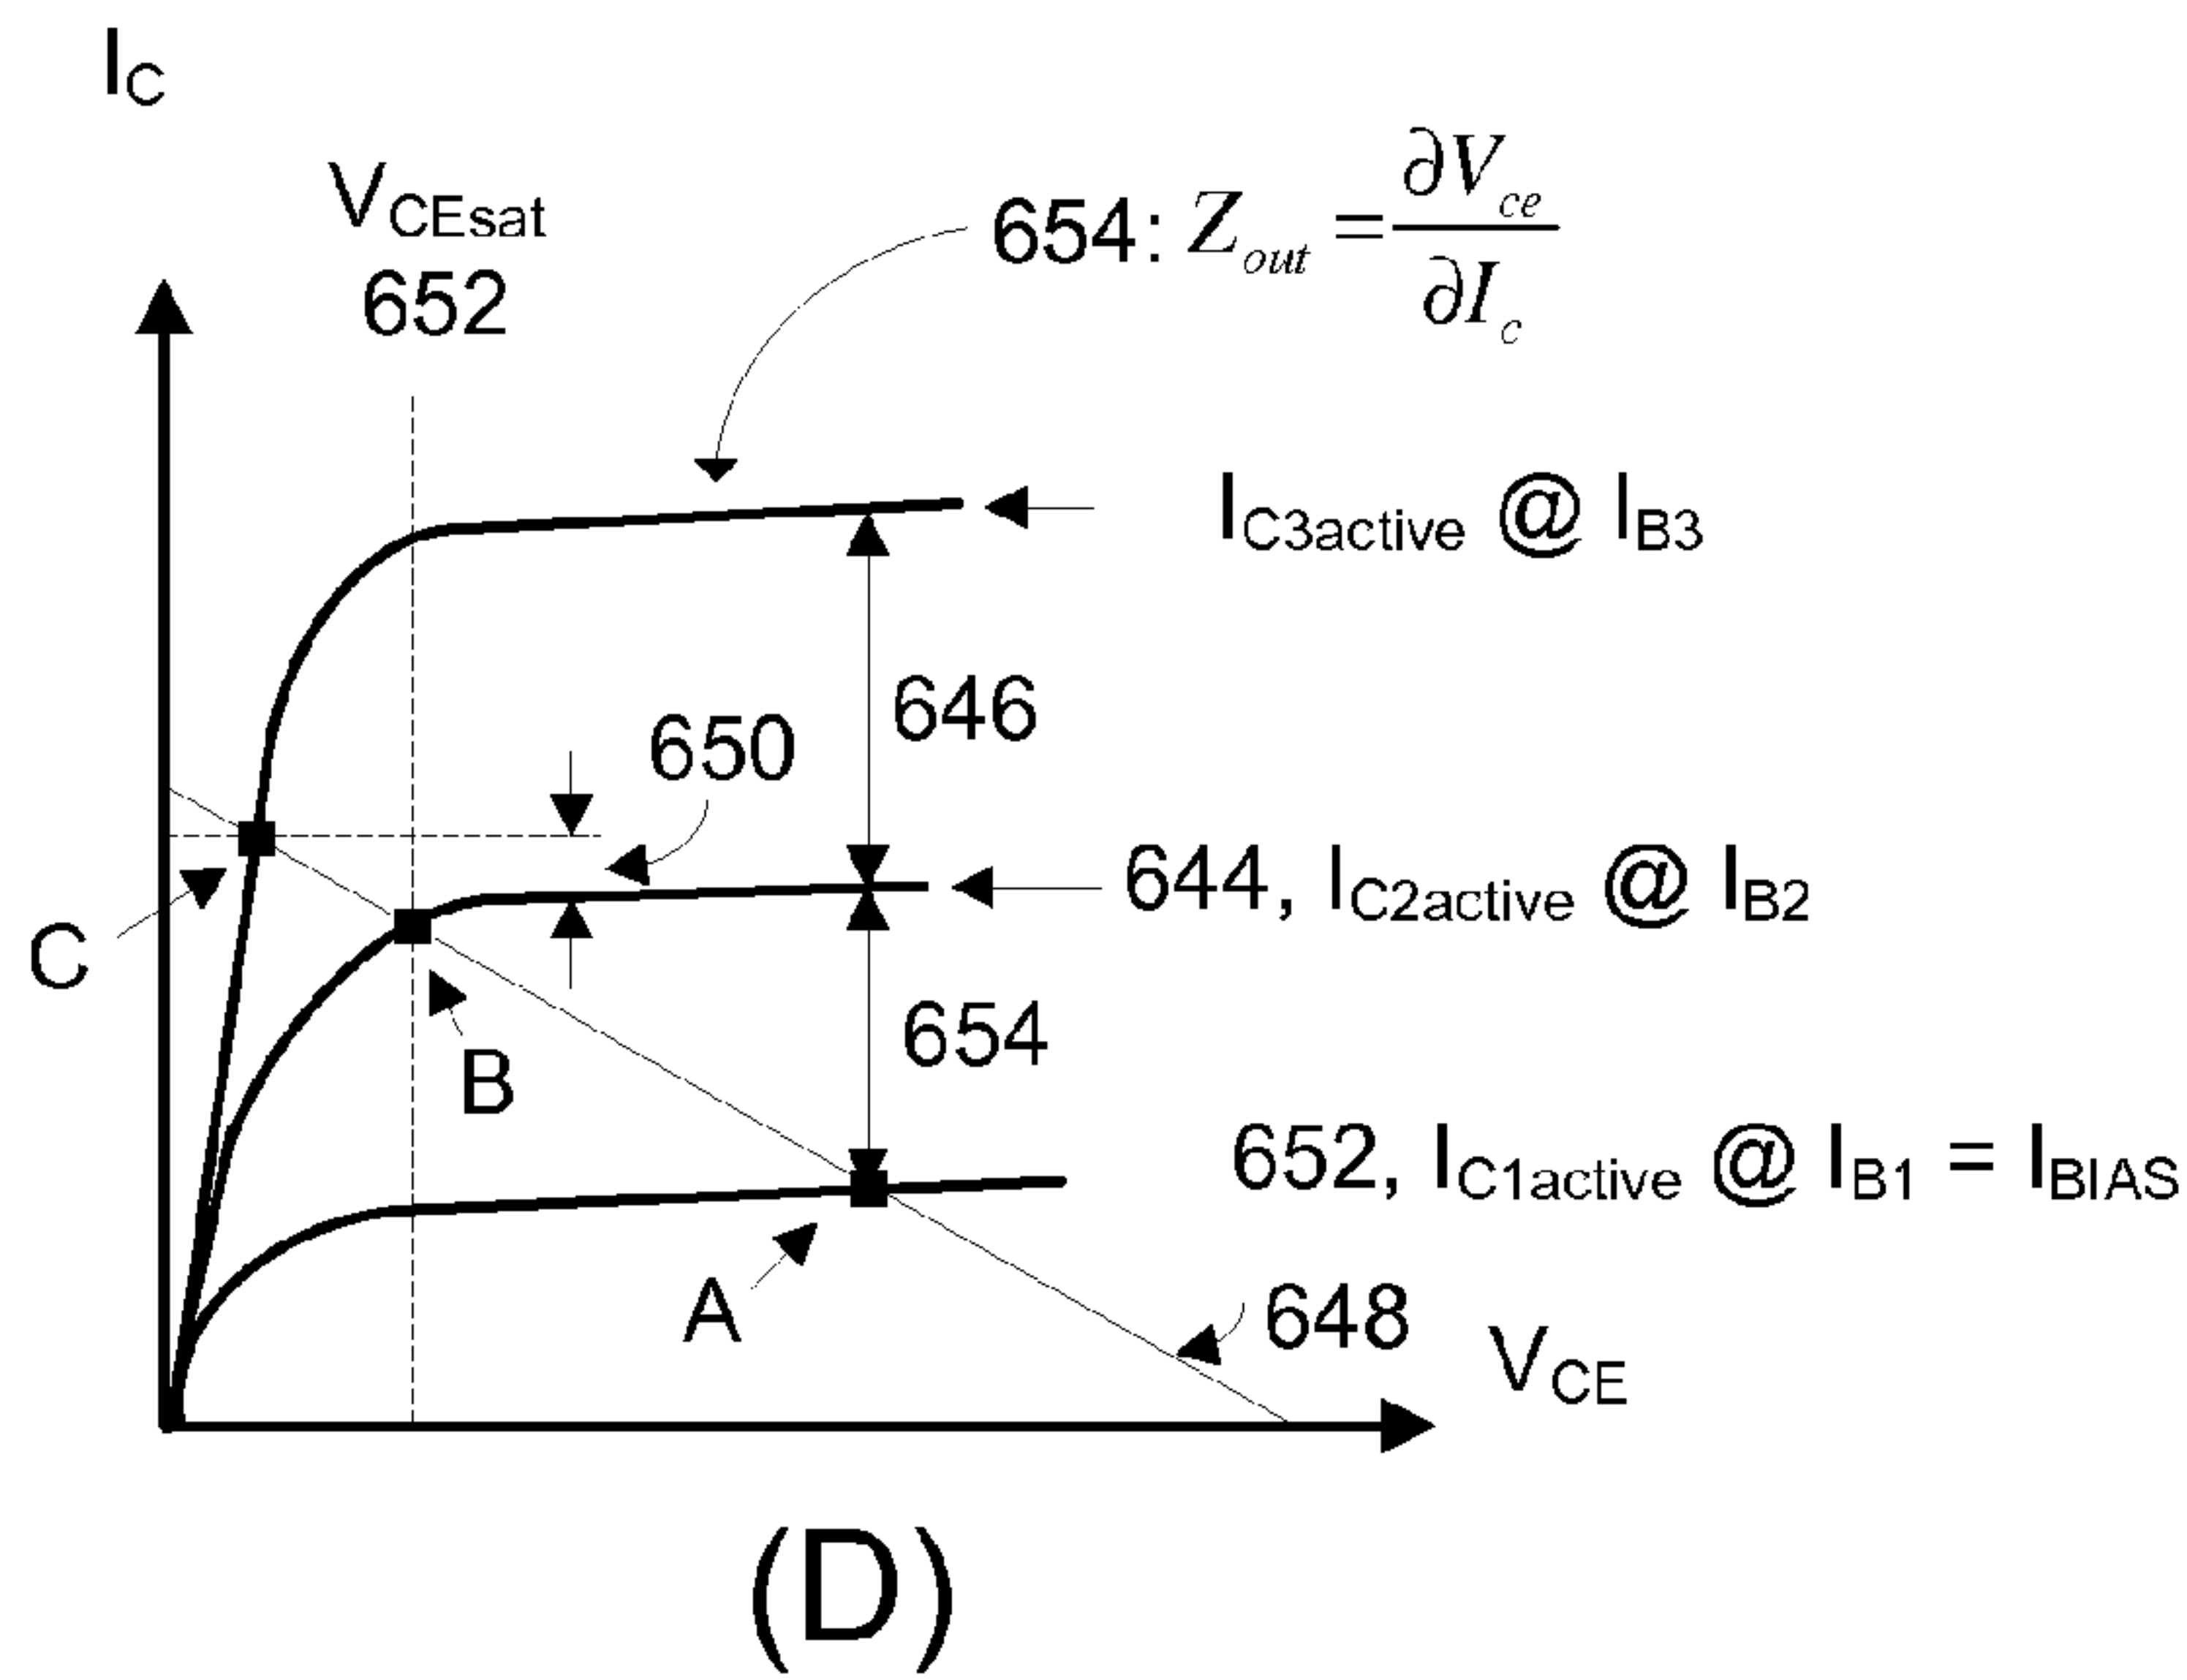 I_C
V_CEsat
652
654: Z_out = ∂V_ce / ∂I_c
I_C3active @ I_B3
646
650
644, I_C2active @ I_B2
C
654
B
652, I_C1active @ I_B1 = I_BIAS
A
648
V_CE
(D)